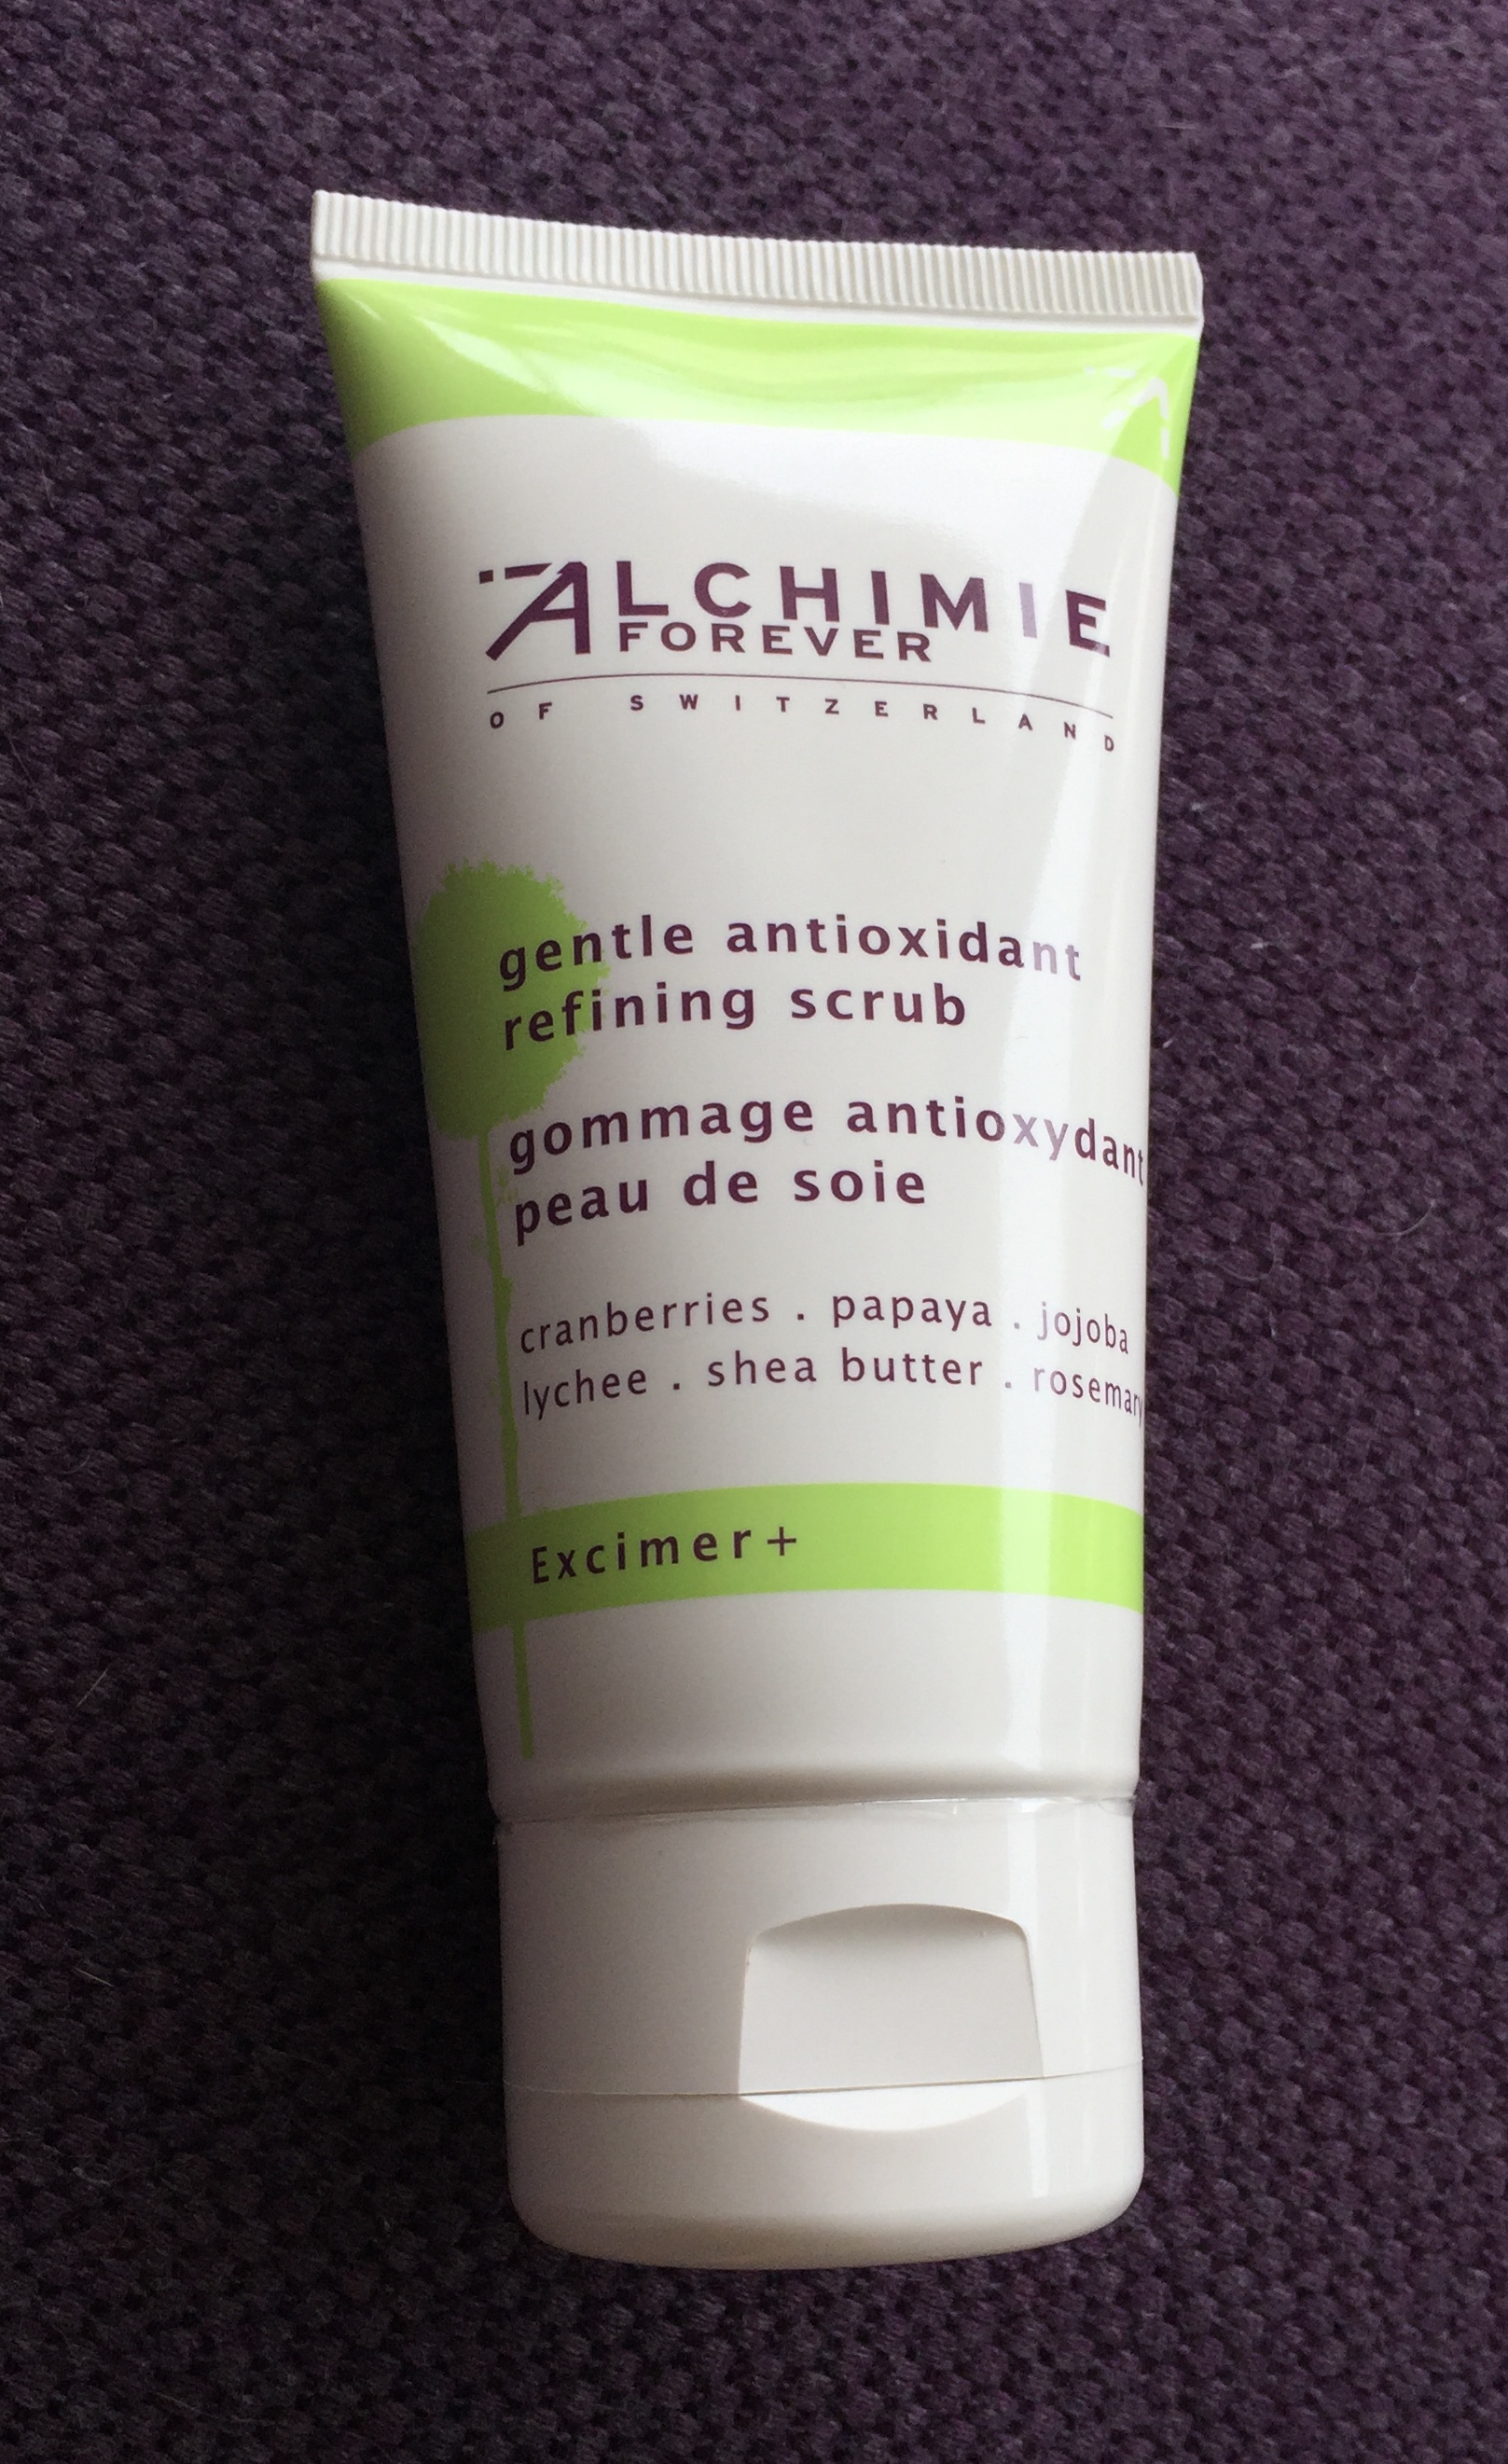 ALCHIMIE
FOREVER
OF SWITZERLAND
gentle antioxidant
refining scrub
gommage antioxydant
peau de soie
cranberries . papaya . jojoba
lychee . shea butter . rosemary
Excimer+